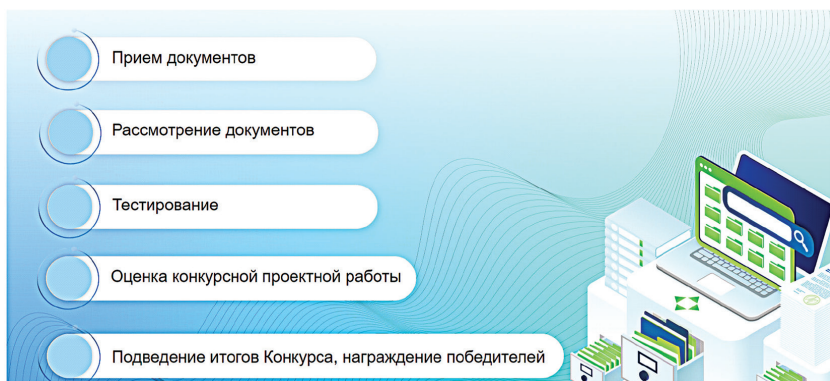 Прием документов
Рассмотрение документов
Тестирование
Оценка конкурсной проектной работы
Подведение итогов Конкурса, награждение победителей